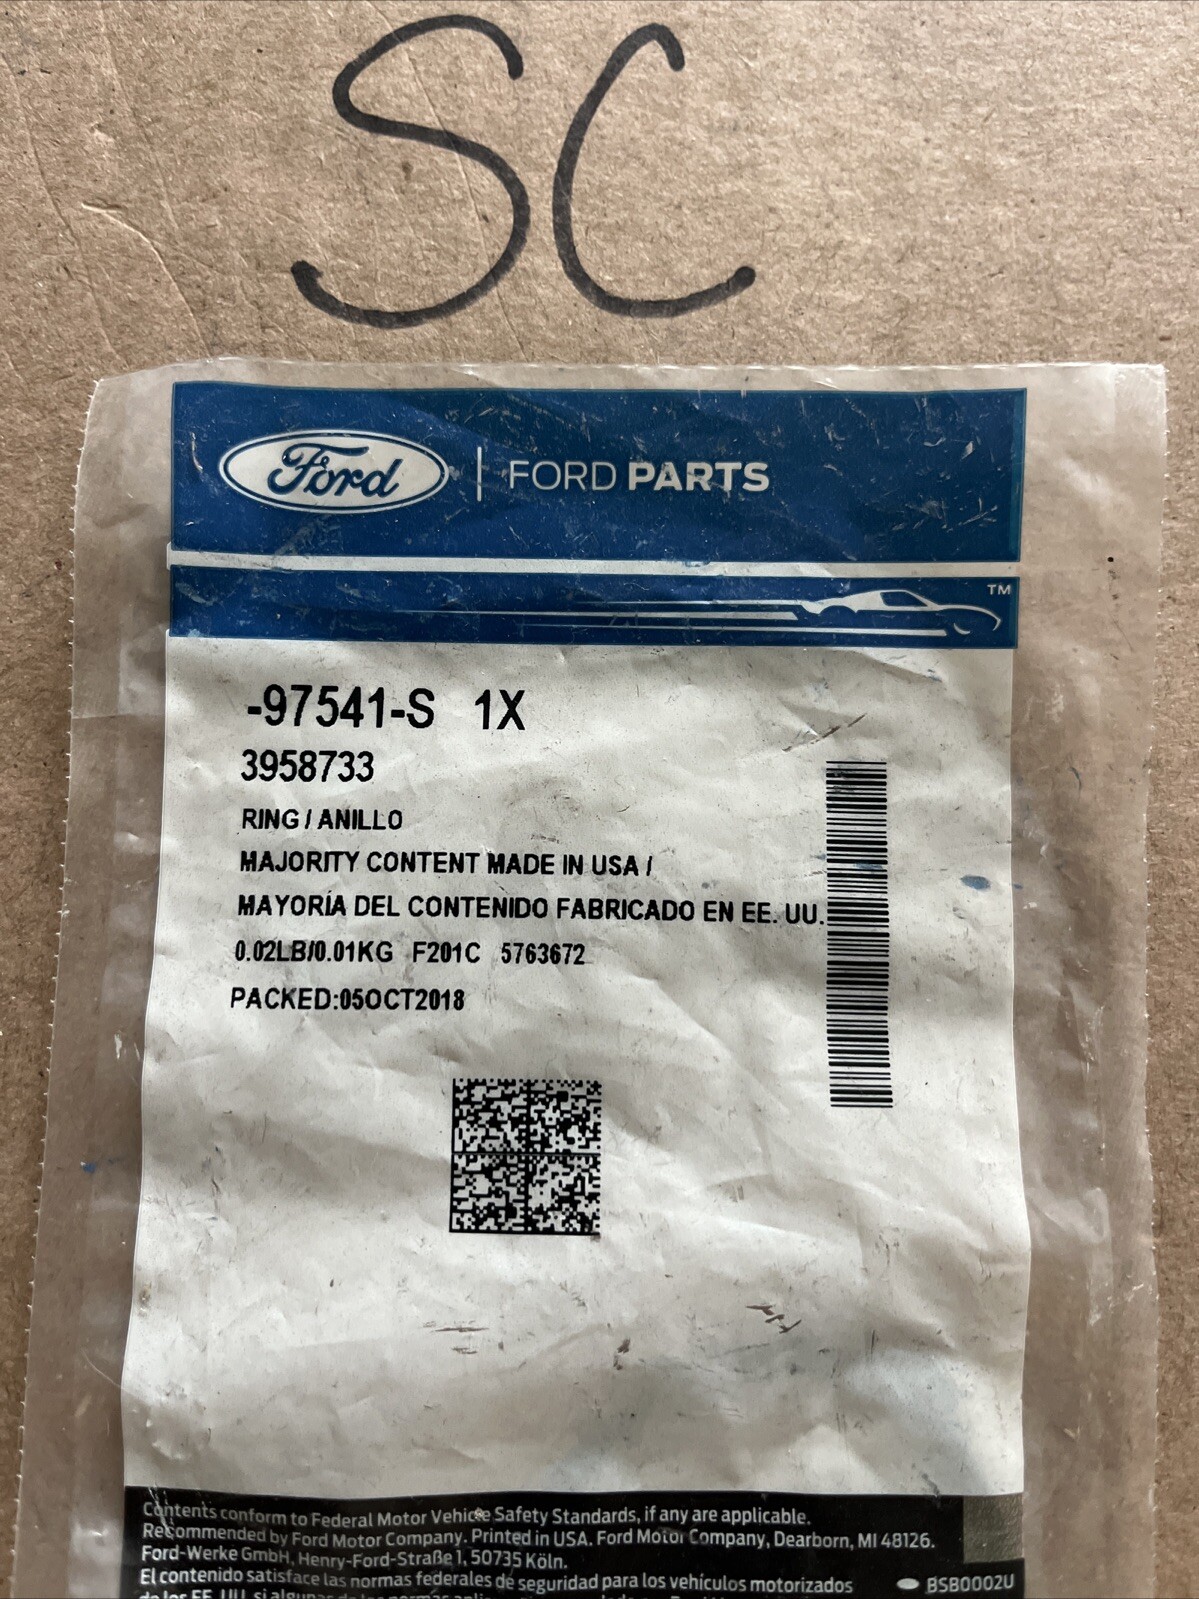 SC
Ford | FORD PARTS
TM
-97541-S 1X
3958733
RING / ANILLO
MAJORITY CONTENT MADE IN USA /
MAYORÍA DEL CONTENIDO FABRICADO EN EE. UU.
0.02LB/0.01KG F201C 5763672
PACKED:05OCT2018
Contents conform to Federal Motor Vehicle Safety Standards, if any are applicable.
Recommended by Ford Motor Company. Printed in USA. Ford Motor Company, Dearborn, MI 48126.
Ford-Werke GmbH, Henry-Ford-Straße 1, 50735 Köln.
El contenido satisface las normas federales de seguridad para los vehículos motorizados
BSB0002U